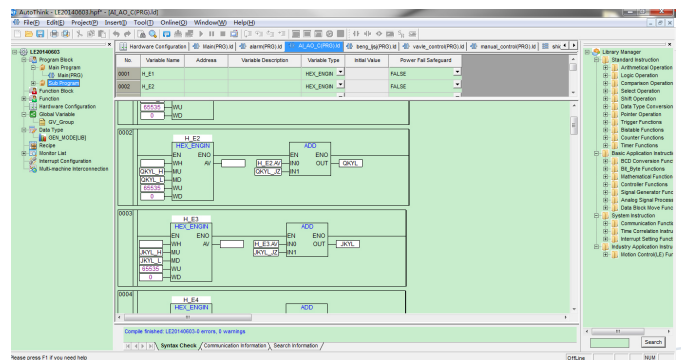 AutoThink - LE20140603.hpf* - [AI_AO_C(PRG).ld]
File(F) Edit(E) Project(P) Insert(I) Tool(T) Online(O) Window(W) Help(H)
LE20140603
Program Block
Main Program
Main(PRG)
Sub Program
Function Block
Function
Hardware Configuration
Global Variable
GV_Group
Data Type
GEN_MODE[LIB]
Recipe
Monitor List
Interrupt Configuration
Multi-machine Interconnection
Hardware Configuration Main(PRG).ld alarm(PRG).ld AI_AO_C(PRG).ld beng_ljsj(PRG).ld vavle_control(PRG).ld manual_control(PRG).ld
No. Variable Name Address Variable Description Variable Type Initial Value Power Fail Safeguard
0001 H_E1 HEX_ENGIN FALSE
0002 H_E2 HEX_ENGIN FALSE
65535 WU
0 WD
0002
H_E2
HEX_ENGIN ADD
EN ENO EN ENO
WH AV H_E2.AV IN0 OUT QKYL
QKYL_H MU QKYL_JZ IN1
QKYL_L MD
65535 WU
0 WD
0003
H_E3
HEX_ENGIN ADD
EN ENO EN ENO
WH AV H_E3.AV IN0 OUT JKYL
JKYL_H MU JKYL_JZ IN1
JKYL_L MD
65535 WU
0 WD
0004
H_E4
HEX_ENGIN ADD
Compile finished: LE20140603-0 errors, 0 warnings
Syntax Check Communication Information Search Information
Library Manager
Standard Instruction
Arithmetical Operation
Logic Operation
Comparison Operation
Select Operation
Shift Operation
Data Type Conversion
Pointer Operation
Trigger Functions
Bistable Functions
Counter Functions
Timer Functions
Basic Application Instructi
BCD Conversion Func
Bit_Byte Functions
Mathematical Function
Controller Functions
Signal Generator Func
Analog Signal Process
Data Block Move Func
System Instruction
Communication Funct
Time Correlation Instru
Interrupt Setting Funct
Industry Application Instru
Motion Control(LE) Fur
Search
Please press F1 if you need help
OffLine NUM